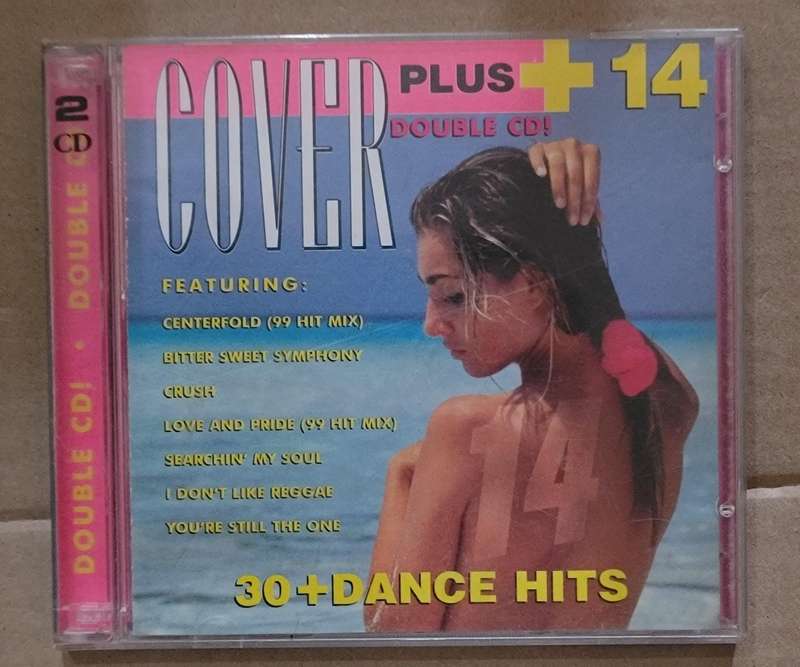 2
CD
DOUBLE CD! • DOUBLE C
COVER
PLUS + 14
DOUBLE CD!
FEATURING:
CENTERFOLD (99 HIT MIX)
BITTER SWEET SYMPHONY
CRUSH
LOVE AND PRIDE (99 HIT MIX)
SEARCHIN' MY SOUL
I DON'T LIKE REGGAE
YOU'RE STILL THE ONE
14
30+DANCE HITS